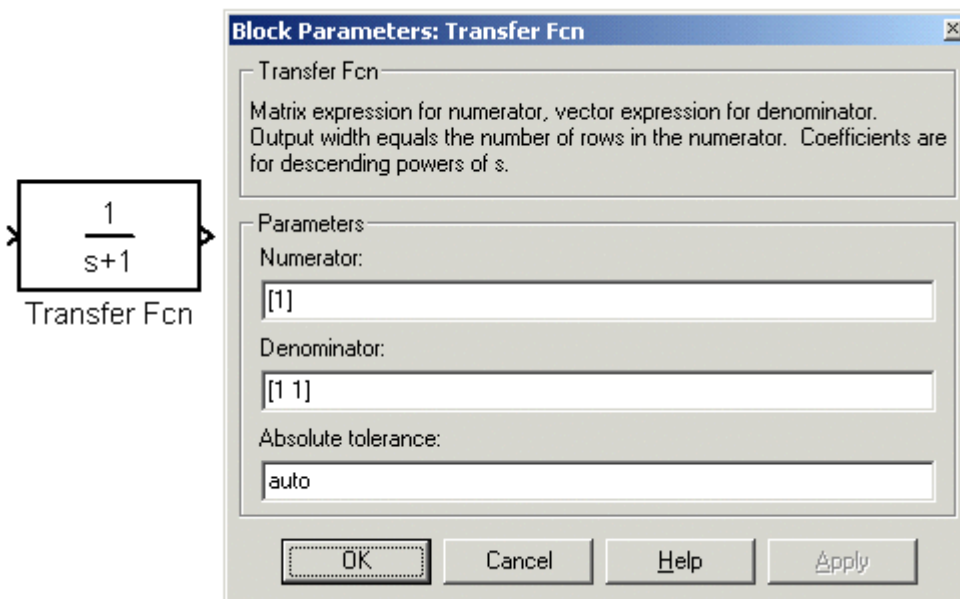 1
s+1
Transfer Fcn
Block Parameters: Transfer Fcn
Transfer Fcn
Matrix expression for numerator, vector expression for denominator.
Output width equals the number of rows in the numerator.  Coefficients are
for descending powers of s.
Parameters
Numerator:
[1]
Denominator:
[1 1]
Absolute tolerance:
auto
OK
Cancel
Help
Apply